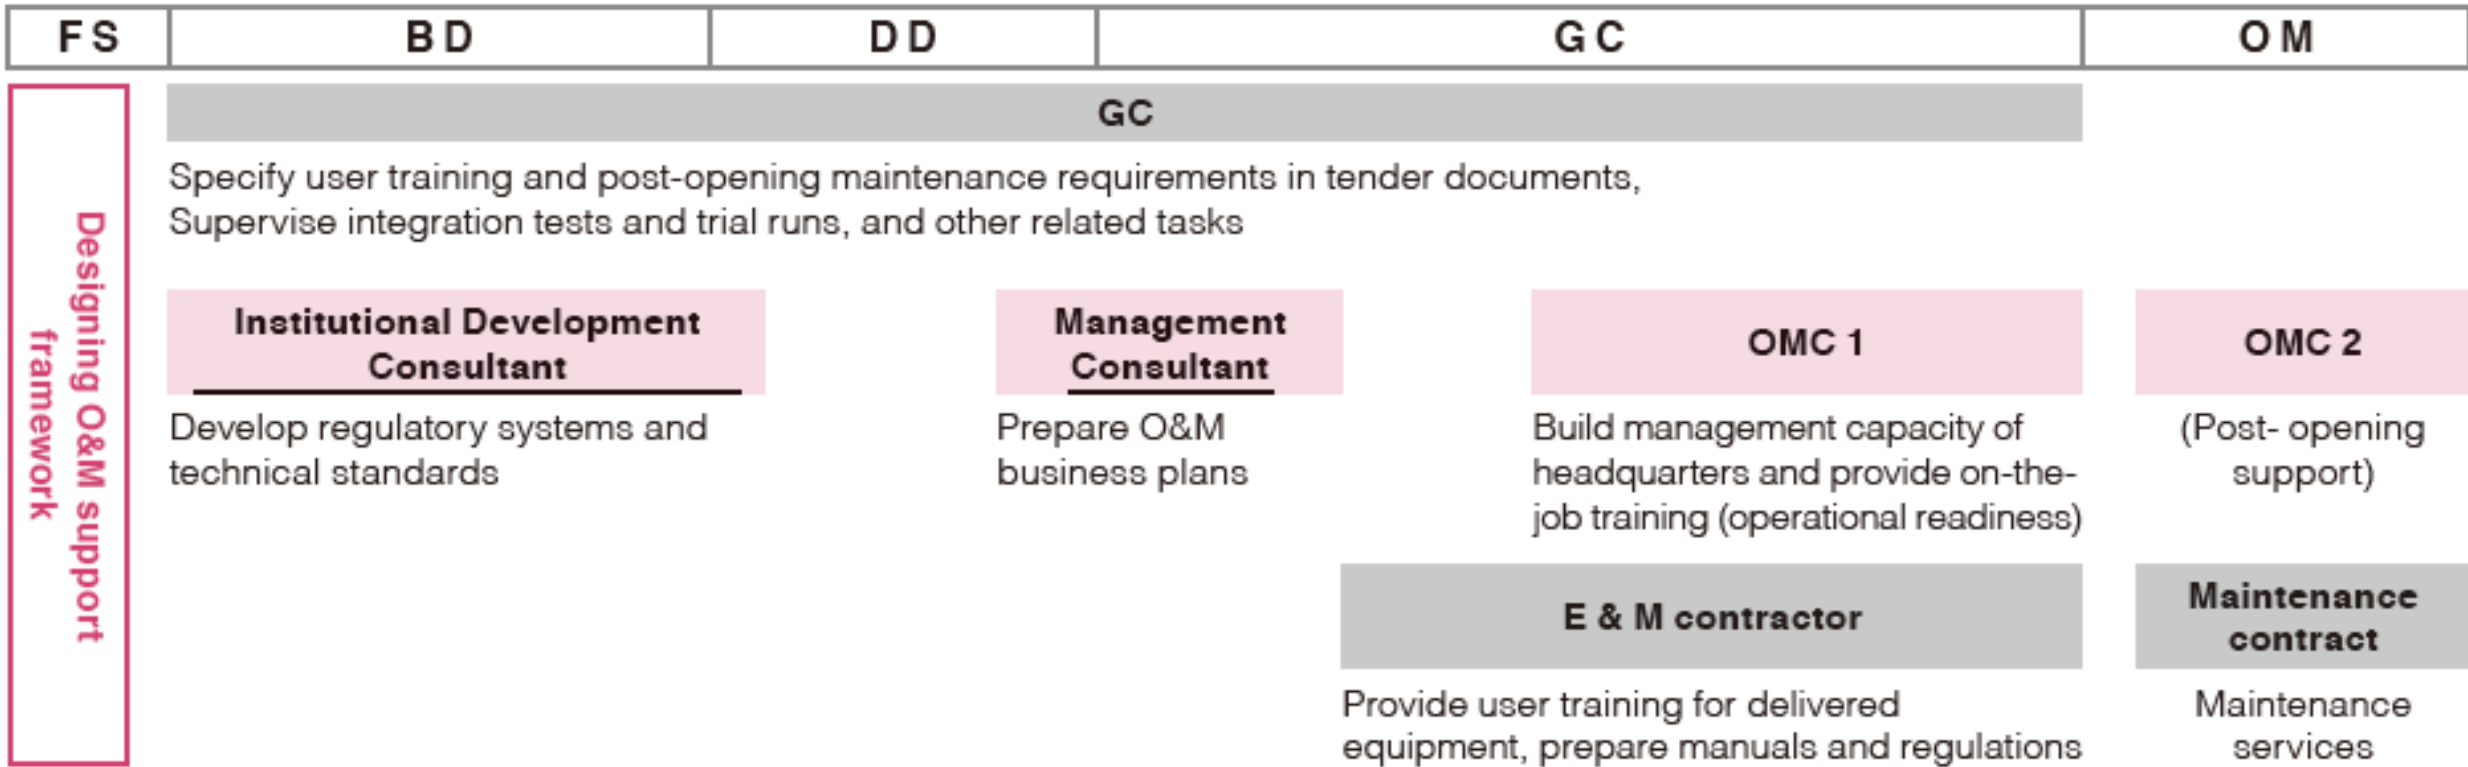 FS
BD
DD
GC
OM
Designing O&M support
framework
GC
Specify user training and post-opening maintenance requirements in tender documents,
Supervise integration tests and trial runs, and other related tasks
Institutional Development
Consultant
Develop regulatory systems and
technical standards
Management
Consultant
Prepare O&M
business plans
OMC 1
Build management capacity of
headquarters and provide on-the-
job training (operational readiness)
OMC 2
(Post- opening
support)
E & M contractor
Provide user training for delivered
equipment, prepare manuals and regulations
Maintenance
contract
Maintenance
services